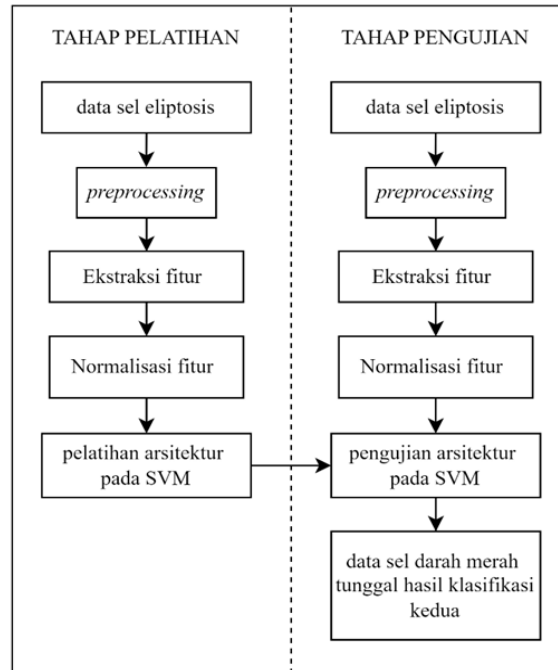 TAHAP PELATIHAN
data sel eliptosis
preprocessing
Ekstraksi fitur
Normalisasi fitur
pelatihan arsitektur
pada SVM
TAHAP PENGUJIAN
data sel eliptosis
preprocessing
Ekstraksi fitur
Normalisasi fitur
pengujian arsitektur
pada SVM
data sel darah merah
tunggal hasil klasifikasi
kedua